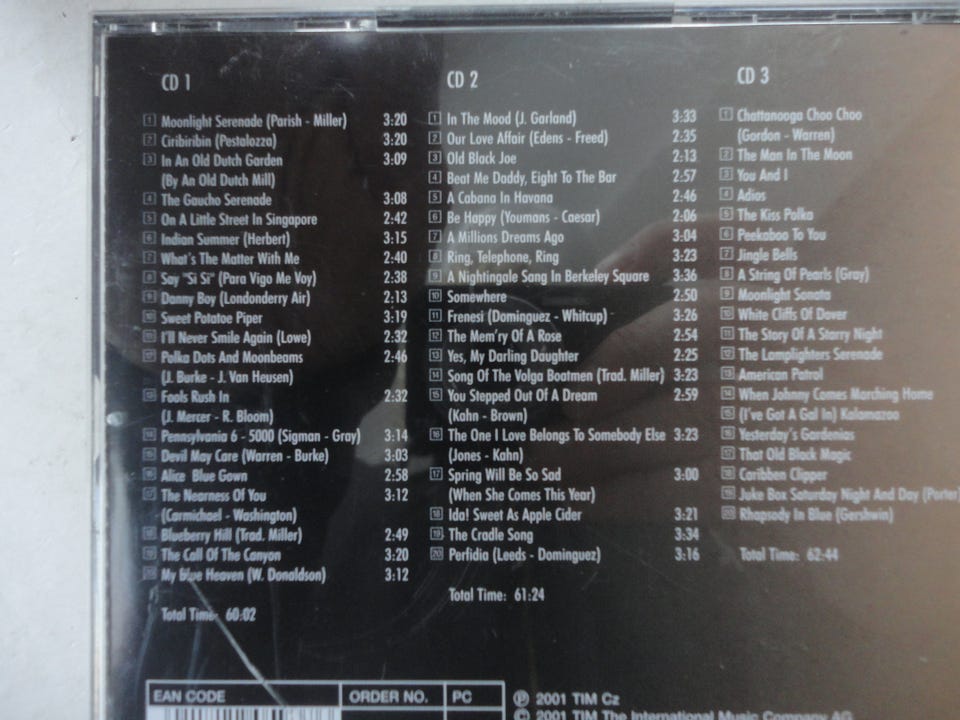 CD 1
1 Moonlight Serenade (Parish - Miller) 3:20
2 Ciribiribin (Pestalozza) 3:20
3 In An Old Dutch Garden 3:09
(By An Old Dutch Mill)
4 The Gaucho Serenade 3:08
5 On A Little Street In Singapore 2:42
6 Indian Summer (Herbert) 3:15
7 What's The Matter With Me 2:40
8 Say "Si Si" (Para Vigo Me Voy) 2:38
9 Danny Boy (Londonderry Air) 2:13
10 Sweet Potatoe Piper 3:19
11 I'll Never Smile Again (Lowe) 2:32
12 Polka Dots And Moonbeams 2:46
(J. Burke - J. Van Heusen)
13 Fools Rush In 2:32
(J. Mercer - R. Bloom)
14 Pennsylvania 6 - 5000 (Sigman - Gray) 3:14
15 Devil May Care (Warren - Burke) 3:03
16 Alice Blue Gown 2:58
17 The Nearness Of You 3:12
(Carmichael - Washington)
18 Blueberry Hill (Trad. Miller) 2:49
19 The Call Of The Canyon 3:20
20 My blue Heaven (W. Donaldson) 3:12
Total Time: 60:02
CD 2
1 In The Mood (J. Garland) 3:33
2 Our Love Affair (Edens - Freed) 2:35
3 Old Black Joe 2:13
4 Beat Me Daddy, Eight To The Bar 2:57
5 A Cabana In Havana 2:46
6 Be Happy (Youmans - Caesar) 2:06
7 A Millions Dreams Ago 3:04
8 Ring, Telephone, Ring 3:23
9 A Nightingale Sang In Berkeley Square 3:36
10 Somewhere 2:50
11 Frenesi (Dominguez - Whitcup) 3:26
12 The Mem'ry Of A Rose 2:54
13 Yes, My Darling Daughter 2:25
14 Song Of The Volga Boatmen (Trad. Miller) 3:23
15 You Stepped Out Of A Dream 2:59
(Kahn - Brown)
16 The One I Love Belongs To Somebody Else 3:23
(Jones - Kahn)
17 Spring Will Be So Sad 3:00
(When She Comes This Year)
18 Ida! Sweet As Apple Cider 3:21
19 The Cradle Song 3:34
20 Perfidia (Leeds - Dominguez) 3:16
Total Time: 61:24
CD 3
1 Chattanooga Choo Choo
(Gordon - Warren)
2 The Man In The Moon
3 You And I
4 Adios
5 The Kiss Polka
6 Peekaboo To You
7 Jingle Bells
8 A String Of Pearls (Gray)
9 Moonlight Sonata
10 White Cliffs Of Dover
11 The Story Of A Starry Night
12 The Lamplighters Serenade
13 American Patrol
14 When Johnny Comes Marching Home
15 (I've Got A Gal In) Kalamazoo
16 Yesterday's Gardenias
17 That Old Black Magic
18 Caribben Clipper
19 Juke Box Saturday Night And Day (Porter)
20 Rhapsody In Blue (Gershwin)
Total Time: 62:44
EAN CODE ORDER NO. PC
℗ 2001 TIM Cz
© 2001 TIM The International Music Company AG